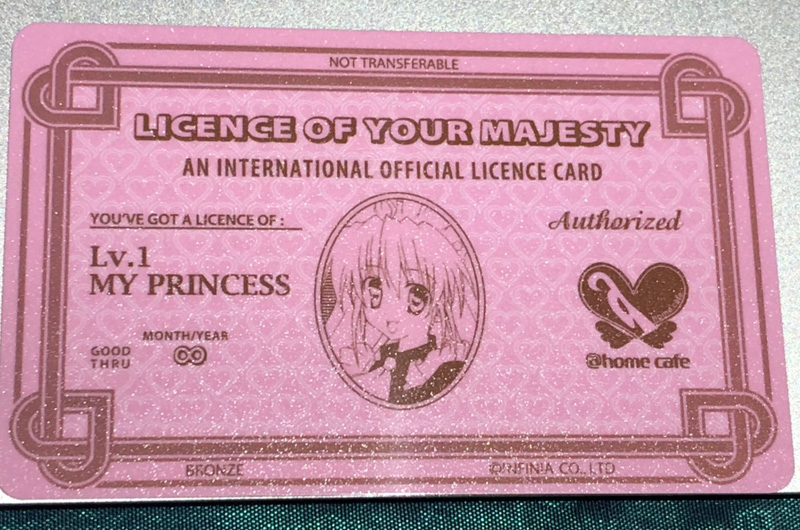 NOT TRANSFERABLE
LICENCE OF YOUR MAJESTY
AN INTERNATIONAL OFFICIAL LICENCE CARD
YOU'VE GOT A LICENCE OF :
Authorized
Lv.1
MY PRINCESS
MONTH/YEAR
GOOD
THRU
∞
@home cafe
BRONZE
©INFINIA CO., LTD